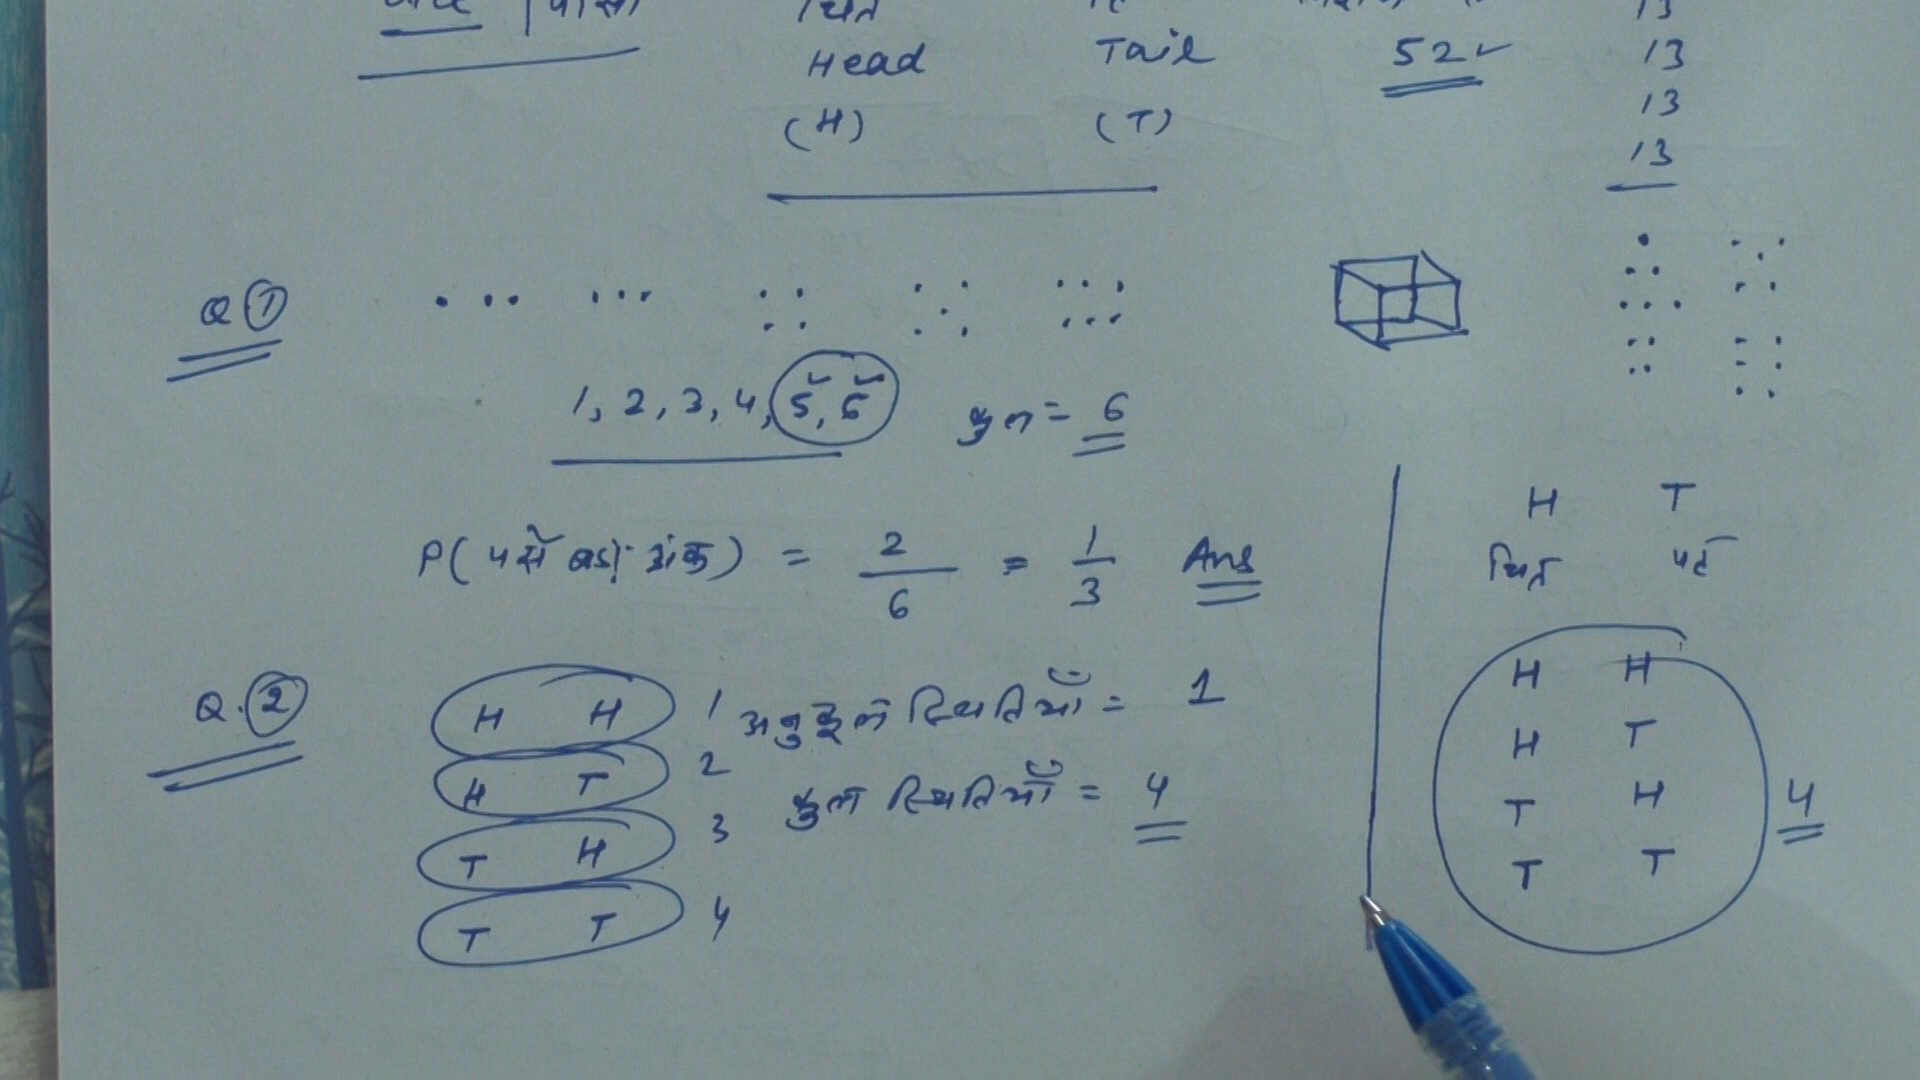 चित
Head Tail 52 13
(H) (T) 13
13
Q ①
1, 2, 3, 4, 5, 6 कुल = 6
H T
चित पट
P(4 से बड़ा अंक) = 2/6 = 1/3 Ans
Q. ②
H H 1 अनुकूल स्थितियाँ = 1
H T 2 कुल स्थितियाँ = 4
T H 3
T T 4
H H
H T
T H 4
T T